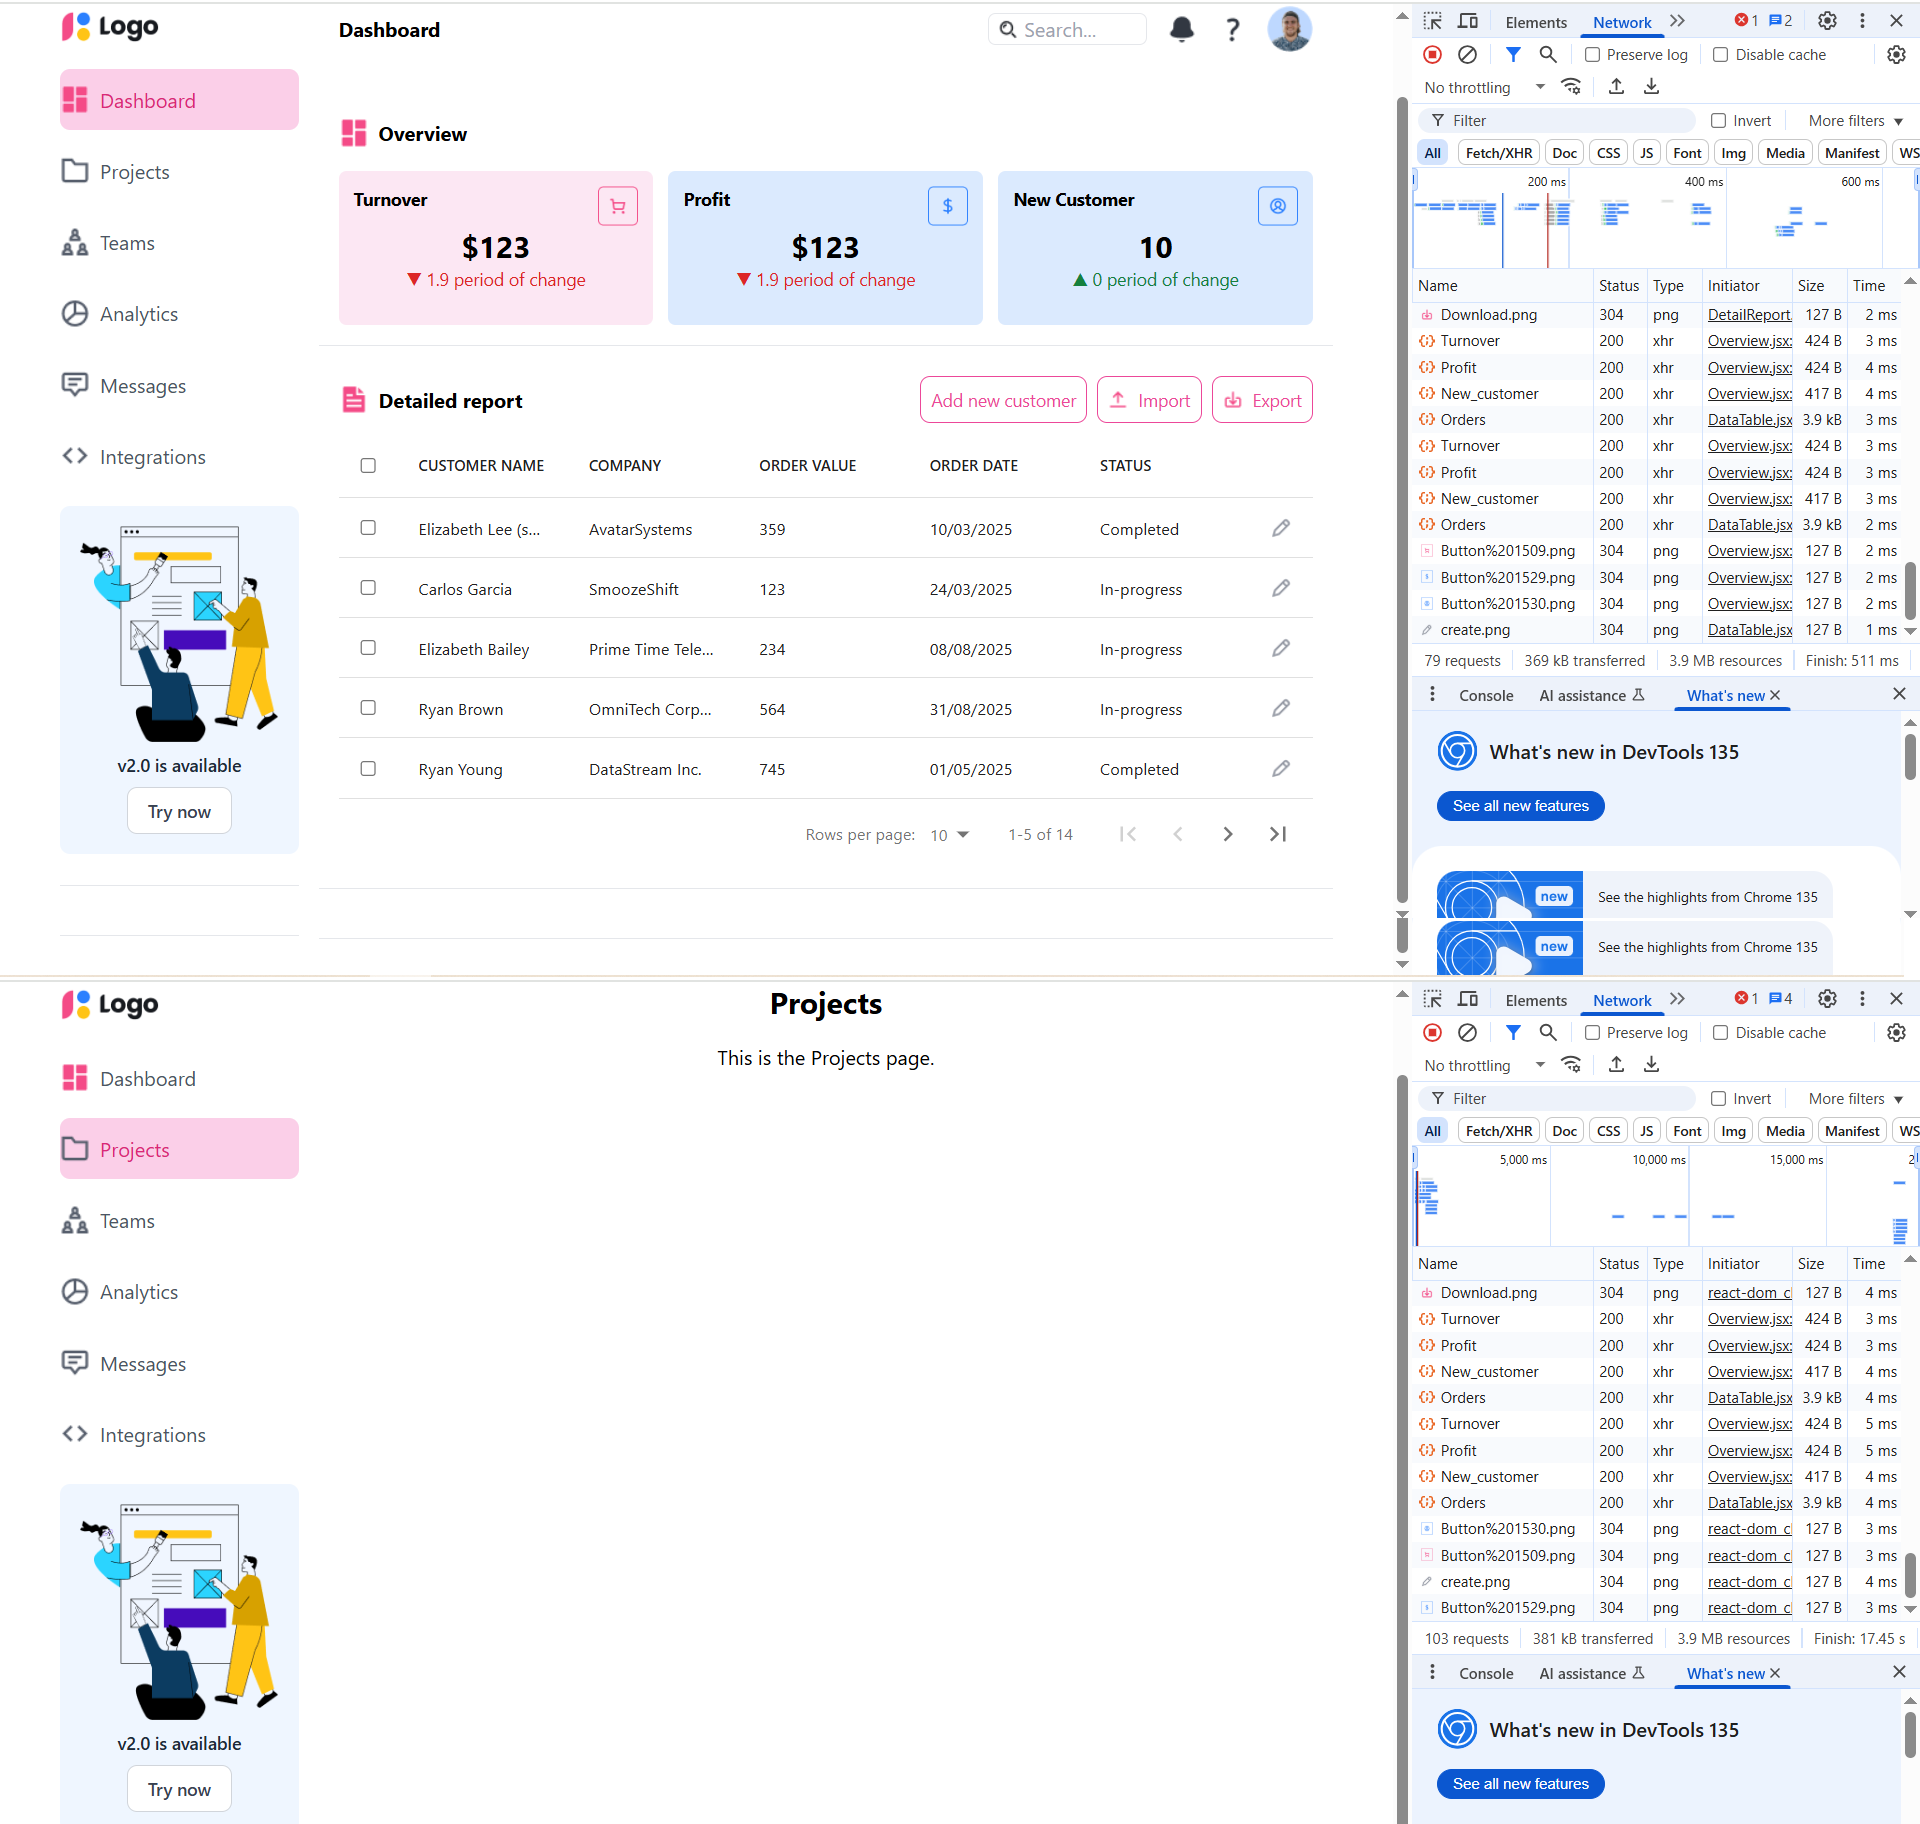 Logo
Dashboard
Projects
Teams
Analytics
Messages
Integrations
v2.0 is available
Try now
Dashboard
Search...
Overview
Turnover
$123
▼ 1.9 period of change
Profit
$
$123
▼ 1.9 period of change
New Customer
10
▲ 0 period of change
Detailed report
Add new customer
Import
Export
CUSTOMER NAME COMPANY ORDER VALUE ORDER DATE STATUS
Elizabeth Lee (s... AvatarSystems 359 10/03/2025 Completed
Carlos Garcia SmoozeShift 123 24/03/2025 In-progress
Elizabeth Bailey Prime Time Tele... 234 08/08/2025 In-progress
Ryan Brown OmniTech Corp... 564 31/08/2025 In-progress
Ryan Young DataStream Inc. 745 01/05/2025 Completed
Rows per page: 10 1-5 of 14
Elements Network 1 2
Preserve log Disable cache
No throttling
Filter Invert More filters
All Fetch/XHR Doc CSS JS Font Img Media Manifest WS
200 ms 400 ms 600 ms
Name Status Type Initiator Size Time
Download.png 304 png DetailReport. 127 B 2 ms
Turnover 200 xhr Overview.jsx: 424 B 3 ms
Profit 200 xhr Overview.jsx: 424 B 4 ms
New_customer 200 xhr Overview.jsx: 417 B 4 ms
Orders 200 xhr DataTable.jsx 3.9 kB 3 ms
Turnover 200 xhr Overview.jsx: 424 B 3 ms
Profit 200 xhr Overview.jsx: 424 B 3 ms
New_customer 200 xhr Overview.jsx: 417 B 3 ms
Orders 200 xhr DataTable.jsx 3.9 kB 2 ms
Button%201509.png 304 png Overview.jsx: 127 B 2 ms
Button%201529.png 304 png Overview.jsx: 127 B 2 ms
Button%201530.png 304 png Overview.jsx: 127 B 2 ms
create.png 304 png DataTable.jsx 127 B 1 ms
79 requests 369 kB transferred 3.9 MB resources Finish: 511 ms
Console AI assistance What's new
What's new in DevTools 135
See all new features
new See the highlights from Chrome 135
new See the highlights from Chrome 135
Logo
Dashboard
Projects
Teams
Analytics
Messages
Integrations
v2.0 is available
Try now
Projects
This is the Projects page.
Elements Network 1 4
Preserve log Disable cache
No throttling
Filter Invert More filters
All Fetch/XHR Doc CSS JS Font Img Media Manifest WS
5,000 ms 10,000 ms 15,000 ms 2
Name Status Type Initiator Size Time
Download.png 304 png react-dom_cl 127 B 4 ms
Turnover 200 xhr Overview.jsx: 424 B 3 ms
Profit 200 xhr Overview.jsx: 424 B 3 ms
New_customer 200 xhr Overview.jsx: 417 B 4 ms
Orders 200 xhr DataTable.jsx 3.9 kB 4 ms
Turnover 200 xhr Overview.jsx: 424 B 5 ms
Profit 200 xhr Overview.jsx: 424 B 5 ms
New_customer 200 xhr Overview.jsx: 417 B 4 ms
Orders 200 xhr DataTable.jsx 3.9 kB 4 ms
Button%201530.png 304 png react-dom_cl 127 B 3 ms
Button%201509.png 304 png react-dom_cl 127 B 3 ms
create.png 304 png react-dom_cl 127 B 4 ms
Button%201529.png 304 png react-dom_cl 127 B 3 ms
103 requests 381 kB transferred 3.9 MB resources Finish: 17.45 s
Console AI assistance What's new
What's new in DevTools 135
See all new features